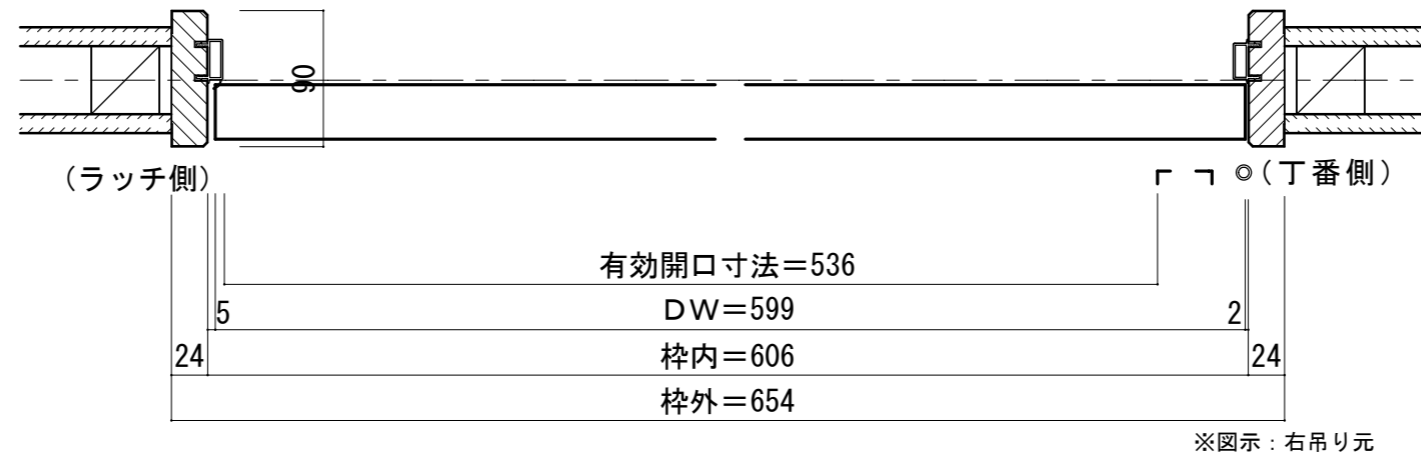 90
(ラッチ側)
◎(丁番側)
有効開口寸法=536
5
DW=599
2
24
枠内=606
24
枠外=654
※図示:右吊り元